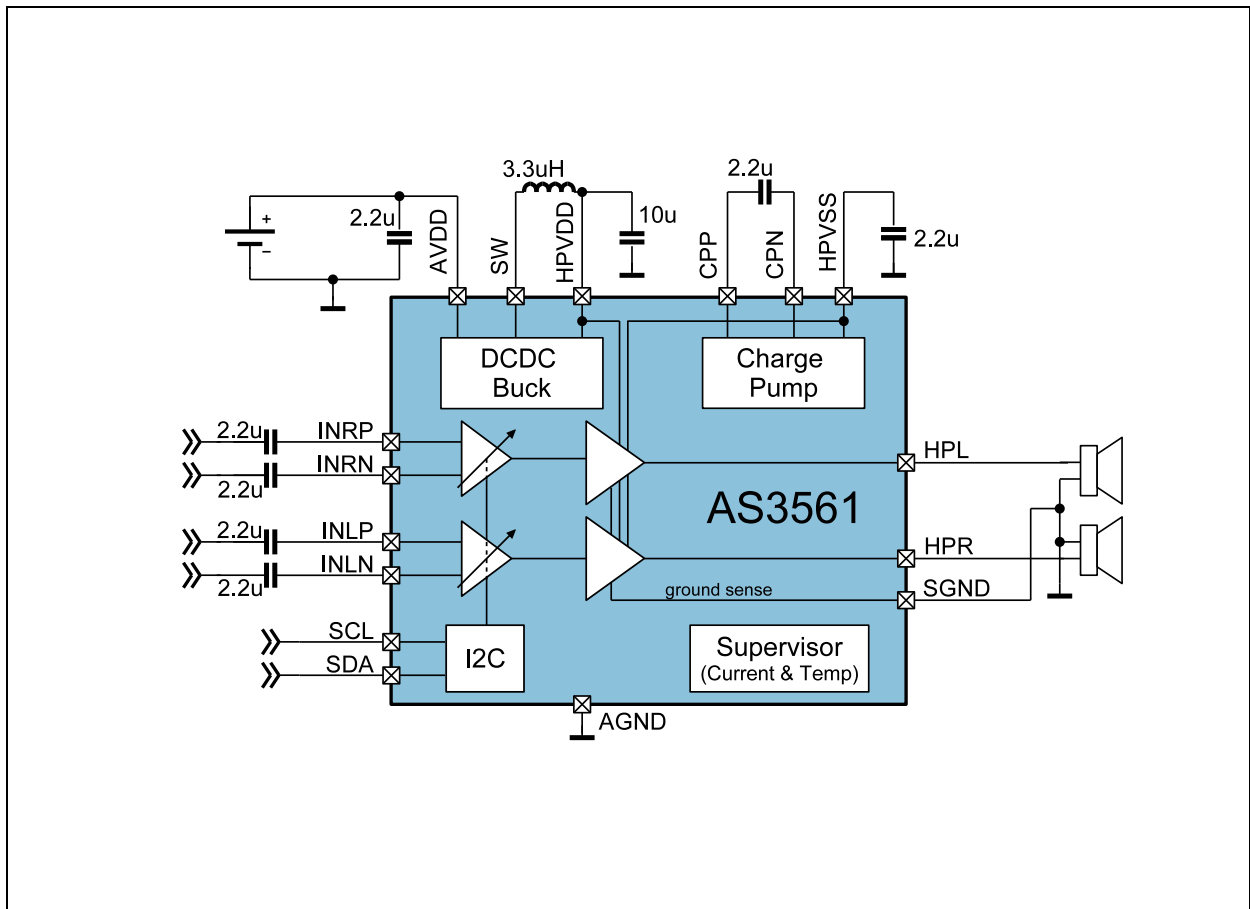 3.3uH
2.2u
+
−
2.2u
10u
2.2u
AVDD
SW
HPVDD
CPP
CPN
HPVSS
DCDC
Buck
Charge
Pump
2.2u
INRP
INRN
2.2u
HPL
AS3561
2.2u
INLP
INLN
2.2u
HPR
ground sense
SGND
SCL
SDA
I2C
Supervisor
(Current & Temp)
AGND